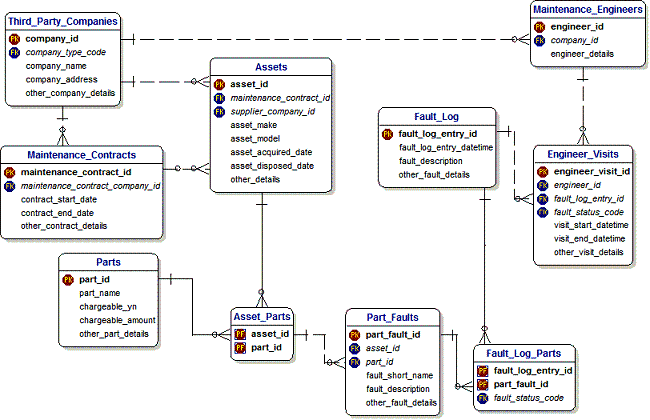 Third_Party_Companies
PK company_id
FK company_type_code
company_name
company_address
other_company_details
Maintenance_Engineers
PK engineer_id
FK company_id
engineer_details
Assets
PK asset_id
FK maintenance_contract_id
FK supplier_company_id
asset_make
asset_model
asset_acquired_date
asset_disposed_date
other_details
Fault_Log
PK fault_log_entry_id
fault_log_entry_datetime
fault_description
other_fault_details
Maintenance_Contracts
PK maintenance_contract_id
FK maintenance_contract_company_id
contract_start_date
contract_end_date
other_contract_details
Engineer_Visits
PK engineer_visit_id
FK engineer_id
FK fault_log_entry_id
FK fault_status_code
visit_start_datetime
visit_end_datetime
other_visit_details
Parts
PK part_id
part_name
chargeable_yn
chargeable_amount
other_part_details
Asset_Parts
PF asset_id
PF part_id
Part_Faults
PK part_fault_id
FK asset_id
FK part_id
fault_short_name
fault_description
other_fault_details
Fault_Log_Parts
PF fault_log_entry_id
PF part_fault_id
FK fault_status_code